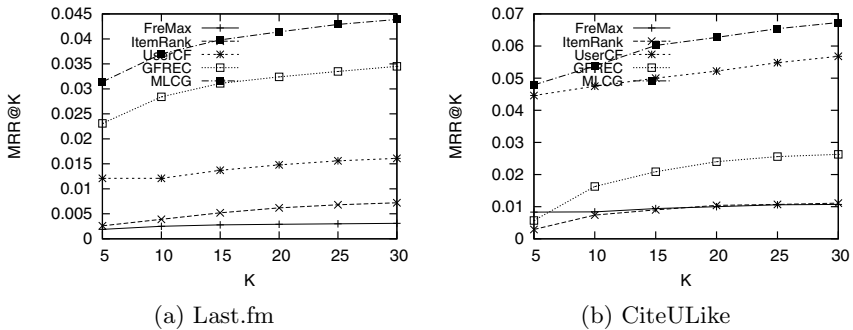 FreMax
ItemRank
UserCF
GFREC
MLCG
0.045
0.04
0.035
0.03
0.025
0.02
0.015
0.01
0.005
0
MRR@K
5 10 15 20 25 30
K
(a) Last.fm
FreMax
ItemRank
UserCF
GFREC
MLCG
0.07
0.06
0.05
0.04
0.03
0.02
0.01
0
MRR@K
5 10 15 20 25 30
K
(b) CiteULike